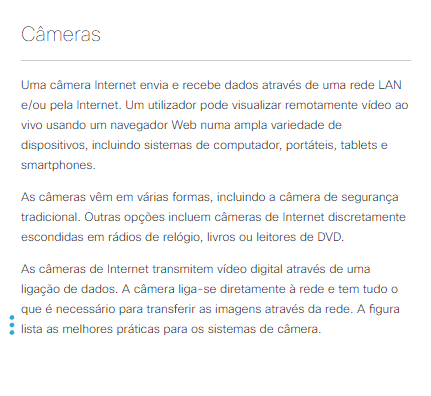 Câmeras
Uma câmera Internet envia e recebe dados através de uma rede LAN
e/ou pela Internet. Um utilizador pode visualizar remotamente vídeo ao
vivo usando um navegador Web numa ampla variedade de
dispositivos, incluindo sistemas de computador, portáteis, tablets e
smartphones.
As câmeras vêm em várias formas, incluindo a câmera de segurança
tradicional. Outras opções incluem câmeras de Internet discretamente
escondidas em rádios de relógio, livros ou leitores de DVD.
As câmeras de Internet transmitem vídeo digital através de uma
ligação de dados. A câmera liga-se diretamente à rede e tem tudo o
que é necessário para transferir as imagens através da rede. A figura
lista as melhores práticas para os sistemas de câmera.